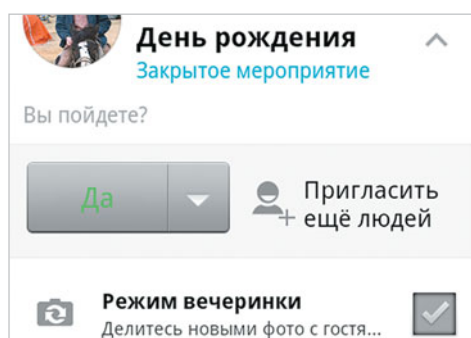 День рождения
Закрытое мероприятие
Вы пойдете?
Да
Пригласить
ещё людей
Режим вечеринки
Делитесь новыми фото с гостя...